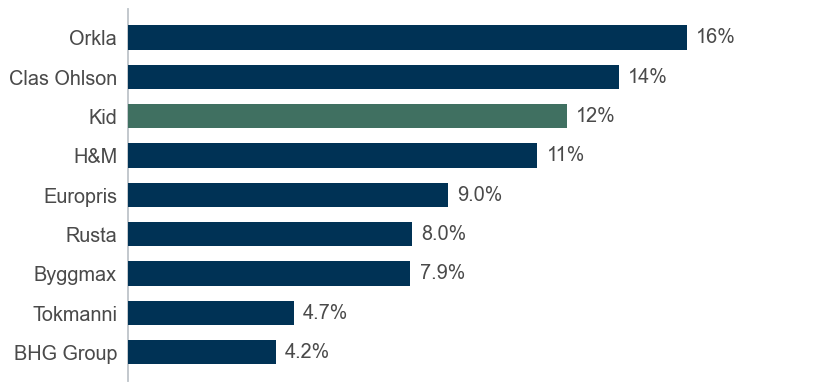 Orkla 16%
Clas Ohlson 14%
Kid 12%
H&M 11%
Europris 9.0%
Rusta 8.0%
Byggmax 7.9%
Tokmanni 4.7%
BHG Group 4.2%